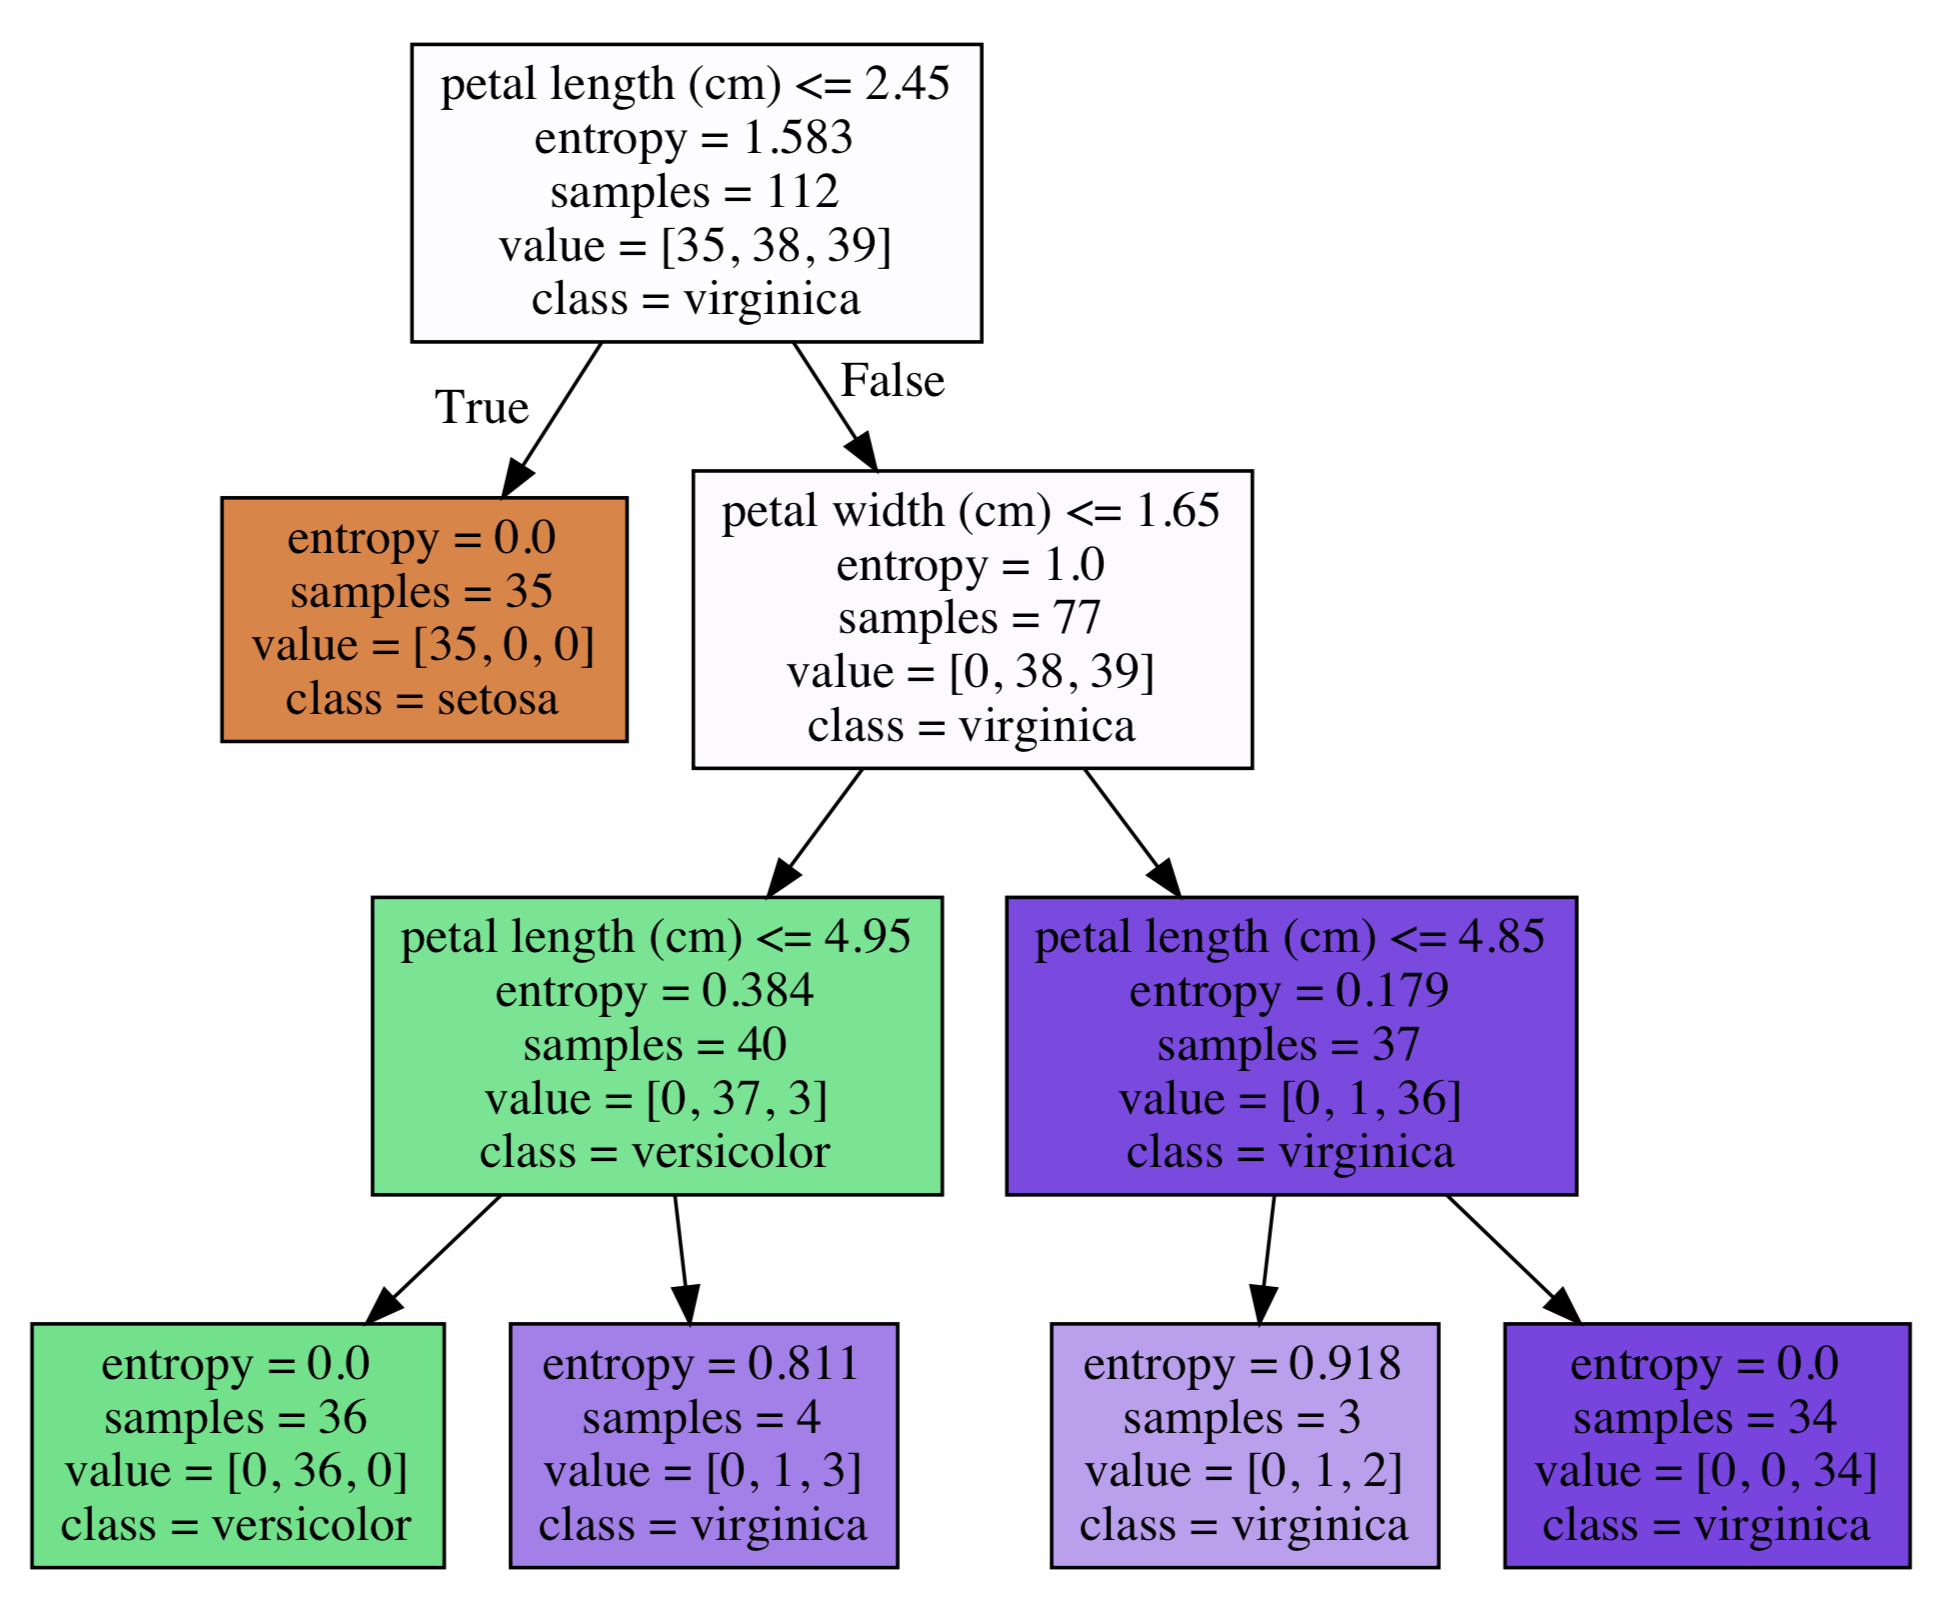 petal length (cm) <= 2.45
entropy = 1.583
samples = 112
value = [35, 38, 39]
class = virginica
True
False
entropy = 0.0
samples = 35
value = [35, 0, 0]
class = setosa
petal width (cm) <= 1.65
entropy = 1.0
samples = 77
value = [0, 38, 39]
class = virginica
petal length (cm) <= 4.95
entropy = 0.384
samples = 40
value = [0, 37, 3]
class = versicolor
petal length (cm) <= 4.85
entropy = 0.179
samples = 37
value = [0, 1, 36]
class = virginica
entropy = 0.0
samples = 36
value = [0, 36, 0]
class = versicolor
entropy = 0.811
samples = 4
value = [0, 1, 3]
class = virginica
entropy = 0.918
samples = 3
value = [0, 1, 2]
class = virginica
entropy = 0.0
samples = 34
value = [0, 0, 34]
class = virginica